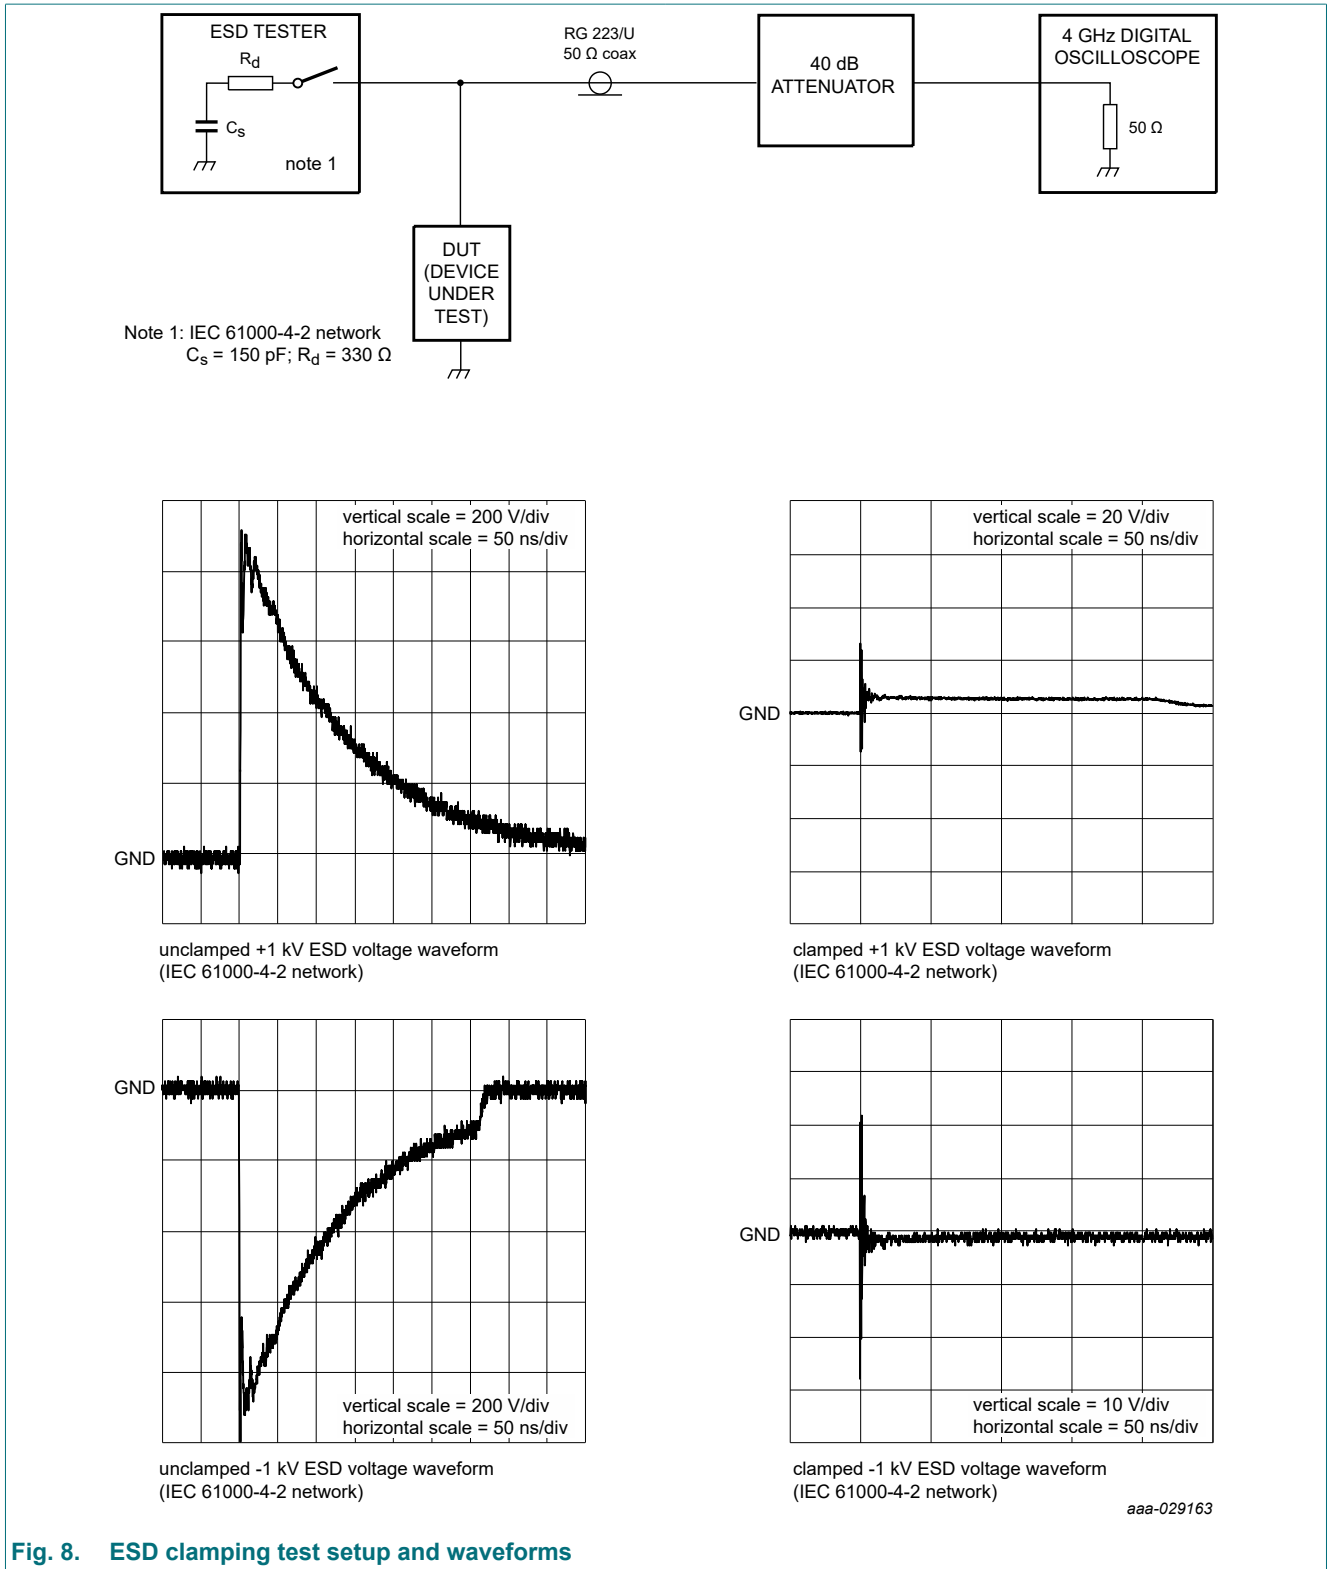 ESD TESTER
Rd
Cs
note 1
RG 223/U
50 Ω coax
40 dB
ATTENUATOR
4 GHz DIGITAL
OSCILLOSCOPE
50 Ω
DUT
(DEVICE
UNDER
TEST)
Note 1: IEC 61000-4-2 network
Cs = 150 pF; Rd = 330 Ω
vertical scale = 200 V/div
horizontal scale = 50 ns/div
GND
unclamped +1 kV ESD voltage waveform
(IEC 61000-4-2 network)
vertical scale = 20 V/div
horizontal scale = 50 ns/div
GND
clamped +1 kV ESD voltage waveform
(IEC 61000-4-2 network)
GND
vertical scale = 200 V/div
horizontal scale = 50 ns/div
unclamped -1 kV ESD voltage waveform
(IEC 61000-4-2 network)
GND
vertical scale = 10 V/div
horizontal scale = 50 ns/div
clamped -1 kV ESD voltage waveform
(IEC 61000-4-2 network)
aaa-029163
Fig. 8. ESD clamping test setup and waveforms